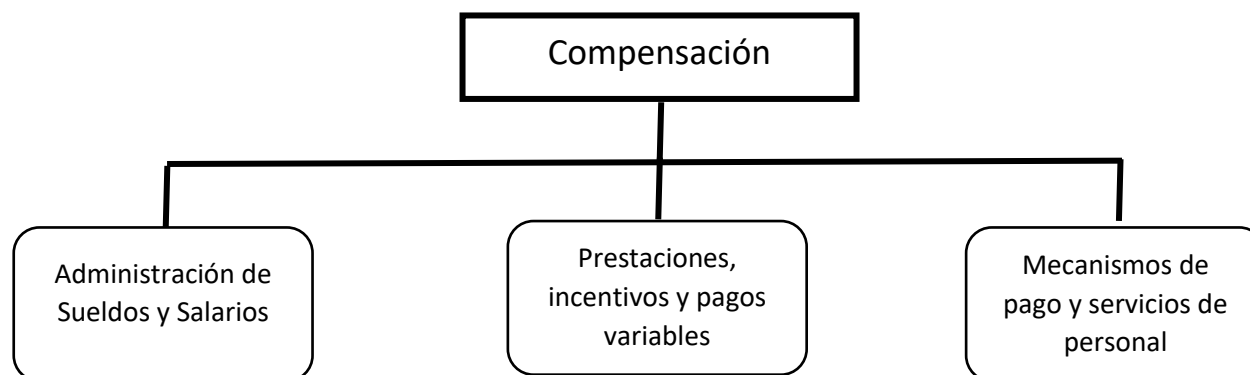 Compensación
Administración de
Sueldos y Salarios
Prestaciones,
incentivos y pagos
variables
Mecanismos de
pago y servicios de
personal